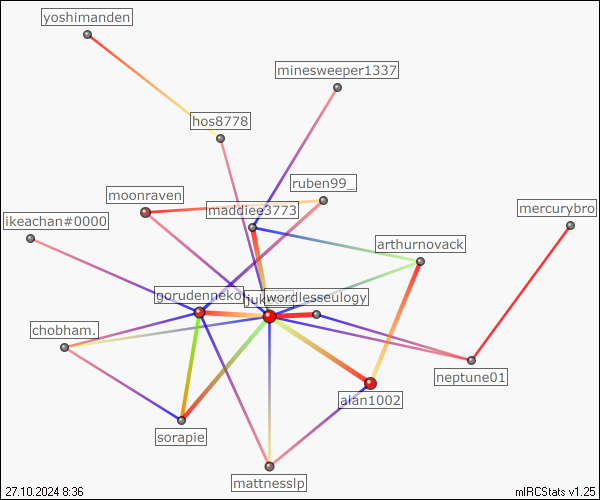 yoshimanden
minesweeper1337
hos8778
ruben99_
moonraven
mercurybro
maddiee3773
ikeachan#0000
arthurnovack
gorudenneko
wordlesseulogy
chobham.
neptune01
alan1002
sorapie
mattnesslp
27.10.2024 8:36
mIRCStats v1.25